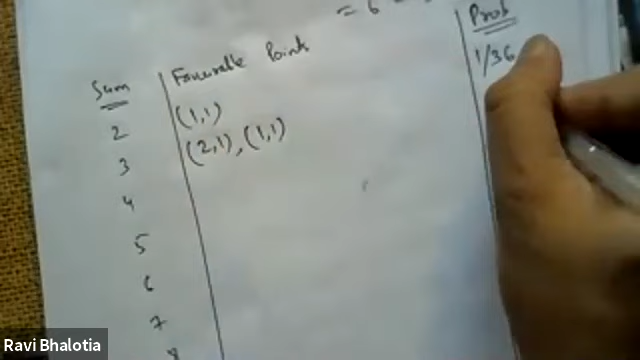 = 6
Sum Favourable Points Prob
2 (1,1) 1/36
3 (2,1), (1,1)
4
5
6
7
8
Ravi Bhalotia